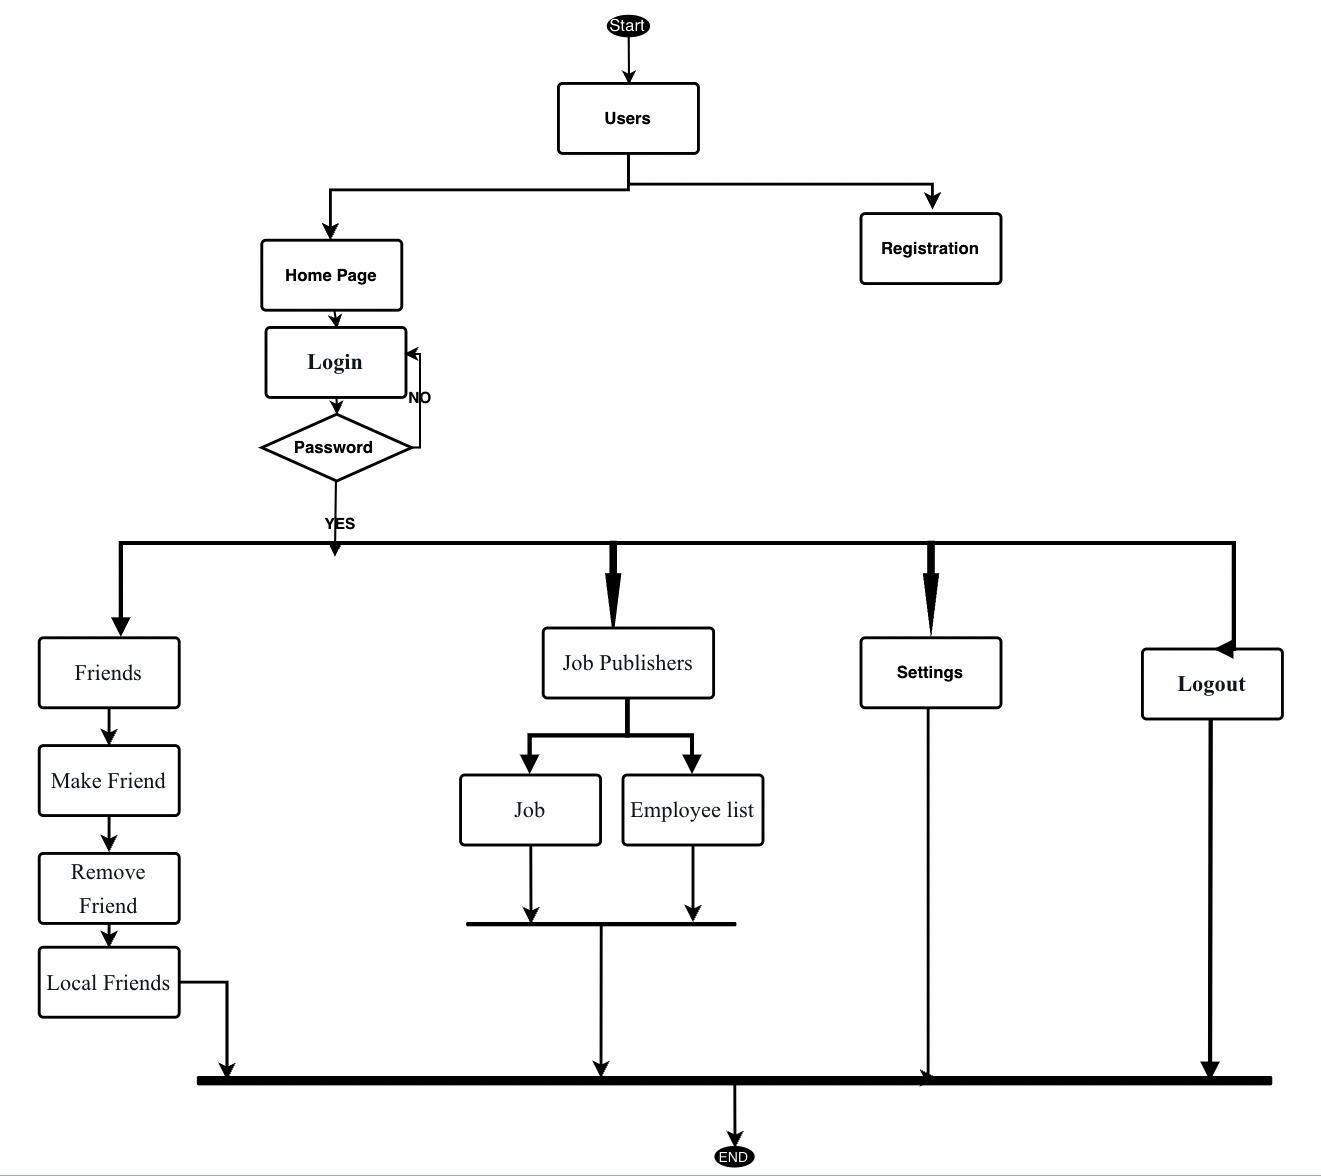 Start
Users
Registration
Home Page
Login
NO
Password
YES
Friends
Job Publishers
Settings
Logout
Make Friend
Job
Employee list
Remove
Friend
Local Friends
END